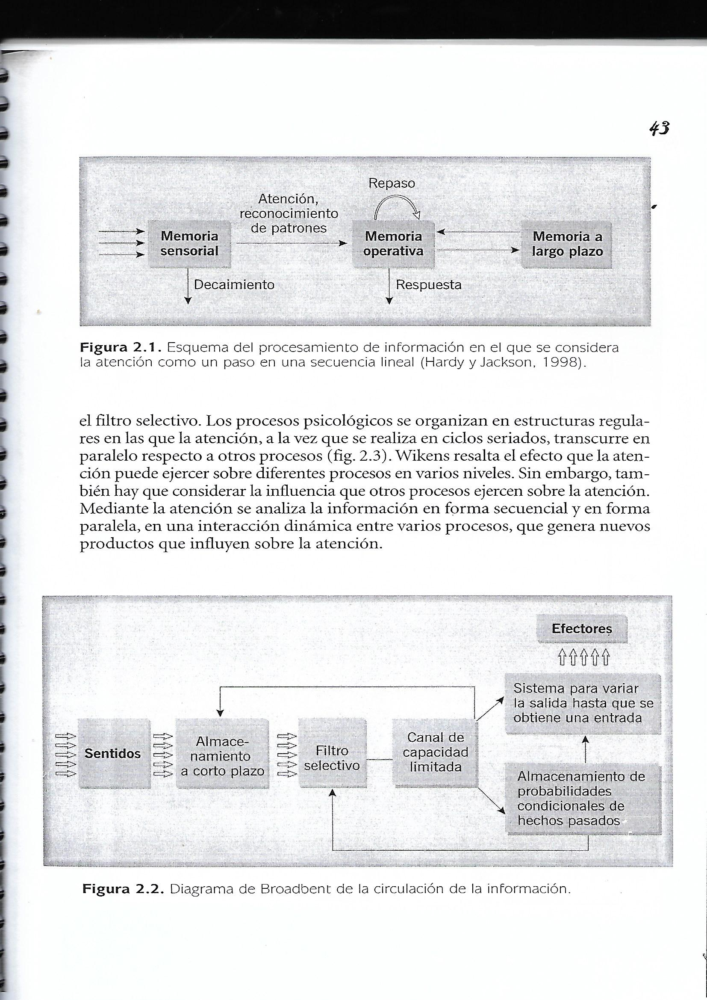 43
Repaso
Atención,
reconocimiento
de patrones
Memoria
sensorial
Memoria
operativa
Memoria a
largo plazo
Decaimiento
Respuesta
Figura 2.1. Esquema del procesamiento de información en el que se considera
la atención como un paso en una secuencia lineal (Hardy y Jackson, 1998).
el filtro selectivo. Los procesos psicológicos se organizan en estructuras regula-
res en las que la atención, a la vez que se realiza en ciclos seriados, transcurre en
paralelo respecto a otros procesos (fig. 2.3). Wikens resalta el efecto que la aten-
ción puede ejercer sobre diferentes procesos en varios niveles. Sin embargo, tam-
bién hay que considerar la influencia que otros procesos ejercen sobre la atención.
Mediante la atención se analiza la información en forma secuencial y en forma
paralela, en una interacción dinámica entre varios procesos, que genera nuevos
productos que influyen sobre la atención.
Efectores
Sistema para variar
la salida hasta que se
obtiene una entrada
Sentidos
Almace-
namiento
a corto plazo
Filtro
selectivo
Canal de
capacidad
limitada
Almacenamiento de
probabilidades
condicionales de
hechos pasados
Figura 2.2. Diagrama de Broadbent de la circulación de la información.